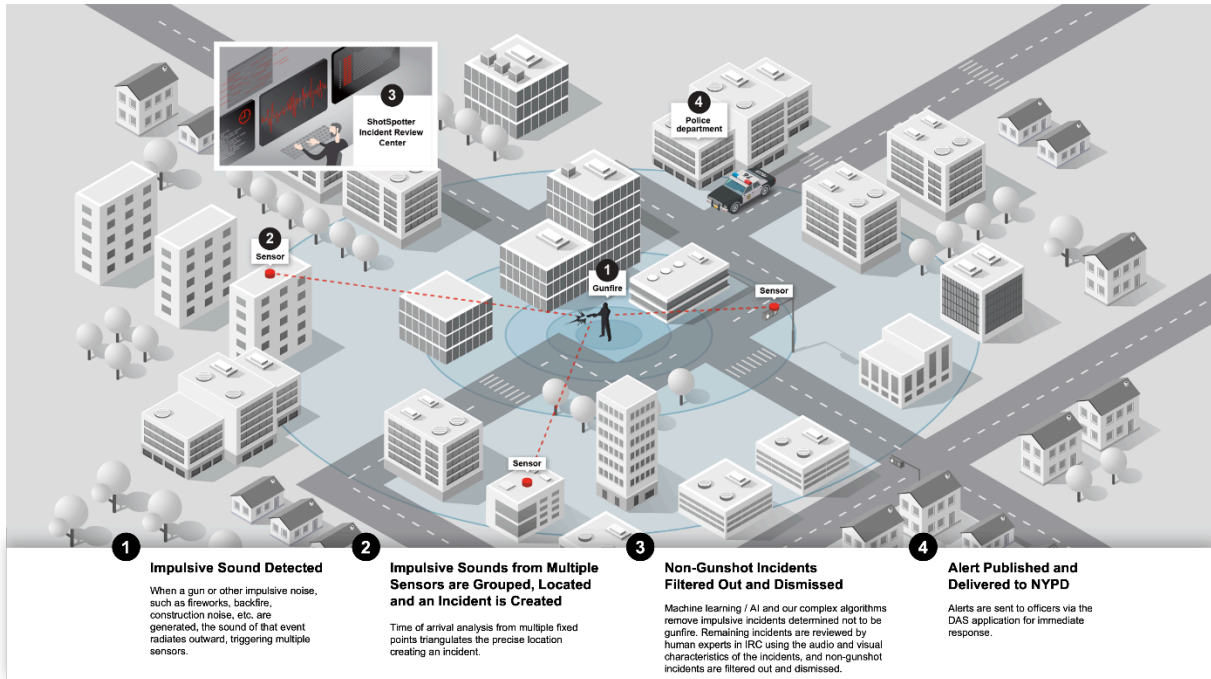 3
ShotSpotter
Incident Review
Center
4
Police
department
2
Sensor
1
Gunfire
Sensor
Sensor
1
Impulsive Sound Detected
When a gun or other impulsive noise,
such as fireworks, backfire,
construction noise, etc. are
generated, the sound of that event
radiates outward, triggering multiple
sensors.
2
Impulsive Sounds from Multiple
Sensors are Grouped, Located
and an Incident is Created
Time of arrival analysis from multiple fixed
points triangulates the precise location
creating an incident.
3
Non-Gunshot Incidents
Filtered Out and Dismissed
Machine learning / AI and our complex algorithms
remove impulsive incidents determined not to be
gunfire. Remaining incidents are reviewed by
human experts in IRC using the audio and visual
characteristics of the incidents, and non-gunshot
incidents are filtered out and dismissed.
4
Alert Published and
Delivered to NYPD
Alerts are sent to officers via the
DAS application for immediate
response.